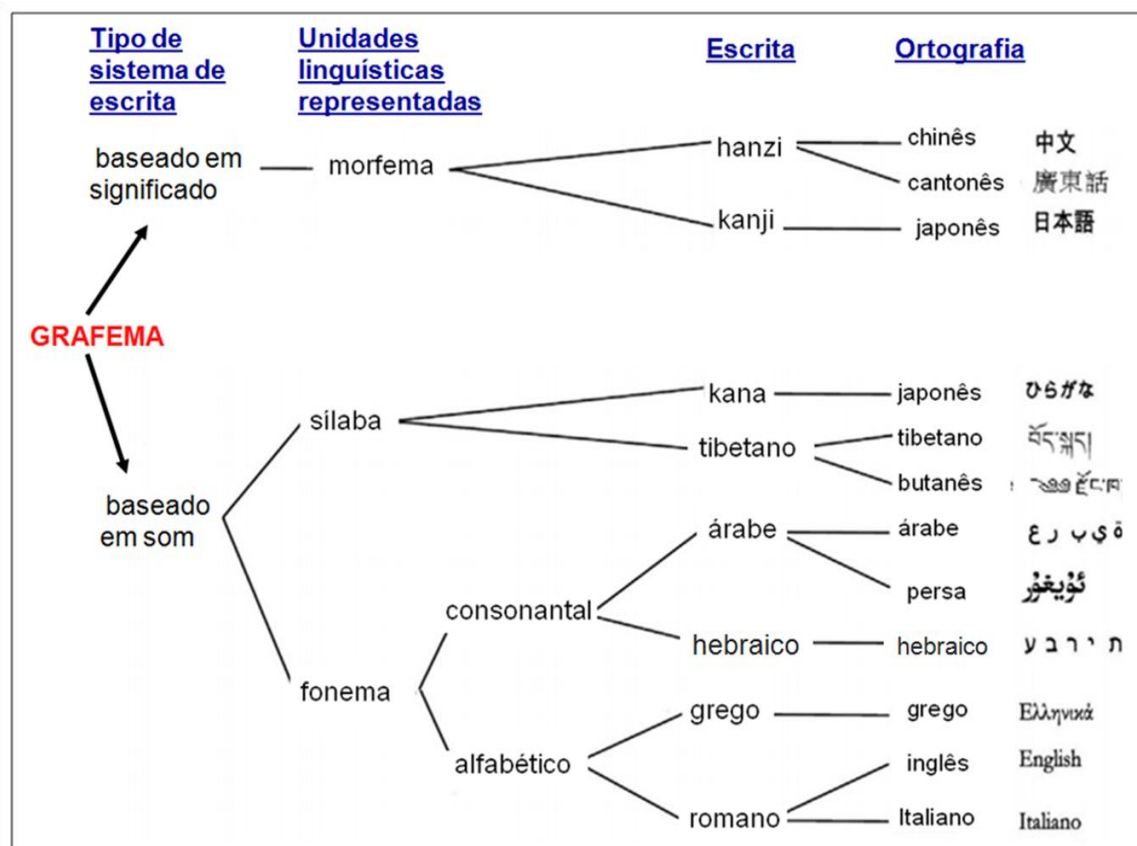 Tipo de sistema de escrita
Unidades linguísticas representadas
Escrita
Ortografia
baseado em significado
morfema
hanzi
chinês 中文
cantonês 廣東話
kanji
japonês 日本語
GRAFEMA
baseado em som
sílaba
kana
japonês ひらがな
tibetano
tibetano བོད་སྐད།
butanês
fonema
consonantal
árabe
árabe ة ي ب ر ع
persa ئۇيغۇر
hebraico
hebraico ת י ר ב ע
alfabético
grego
grego Ελληνικά
romano
inglês English
Italiano Italiano